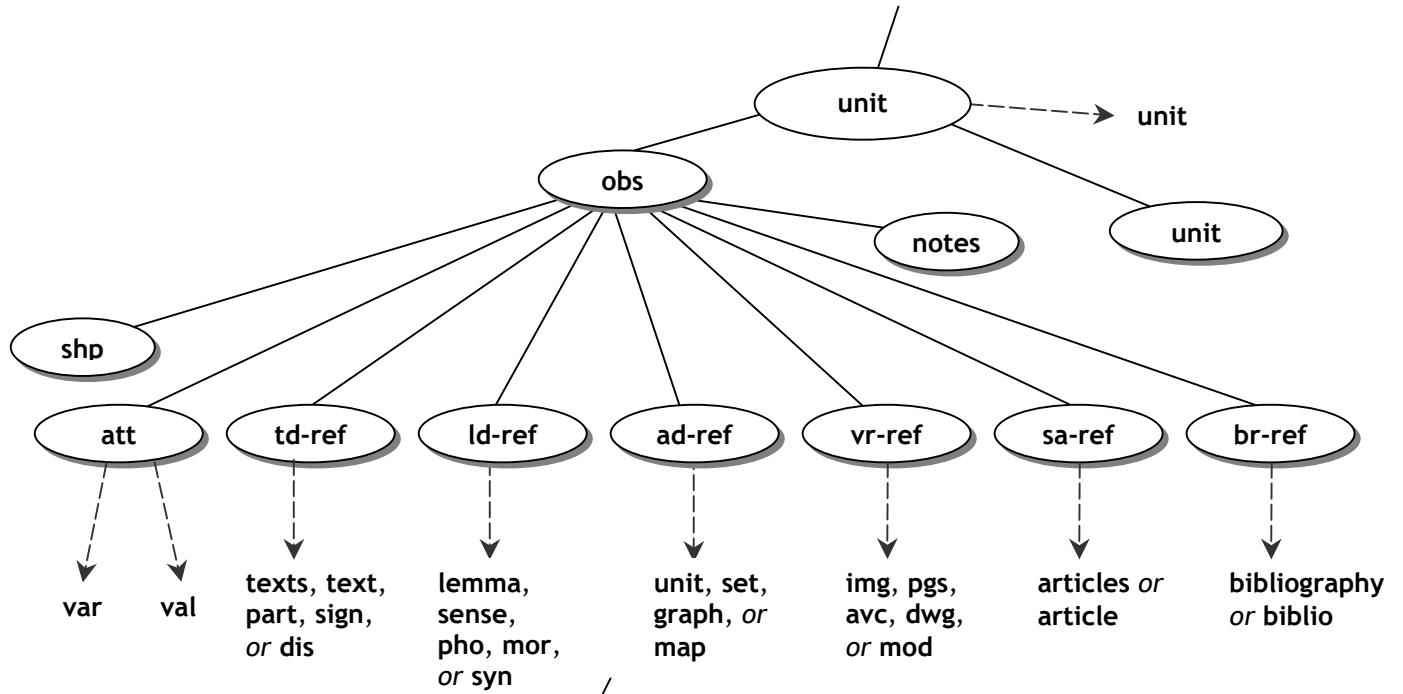 unit
unit
obs
unit
notes
shp
att
td-ref
ld-ref
ad-ref
vr-ref
sa-ref
br-ref
var
val
texts, text,
part, sign,
or dis
lemma,
sense,
pho, mor,
or syn
unit, set,
graph, or
map
img, pgs,
avc, dwg,
or mod
articles or
article
bibliography
or biblio